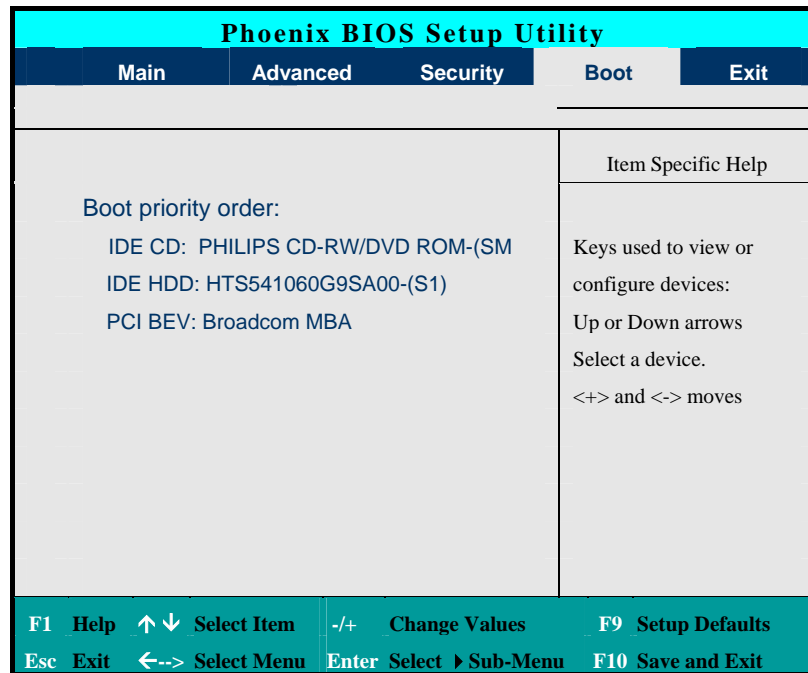 Phoenix BIOS Setup Utility
Main Advanced Security Boot Exit
Item Specific Help
Boot priority order:
IDE CD: PHILIPS CD-RW/DVD ROM-(SM
IDE HDD: HTS541060G9SA00-(S1)
PCI BEV: Broadcom MBA
Keys used to view or
configure devices:
Up or Down arrows
Select a device.
<+> and <-> moves
F1 Help ↑↓ Select Item -/+ Change Values F9 Setup Defaults
Esc Exit ←--> Select Menu Enter Select ▶ Sub-Menu F10 Save and Exit